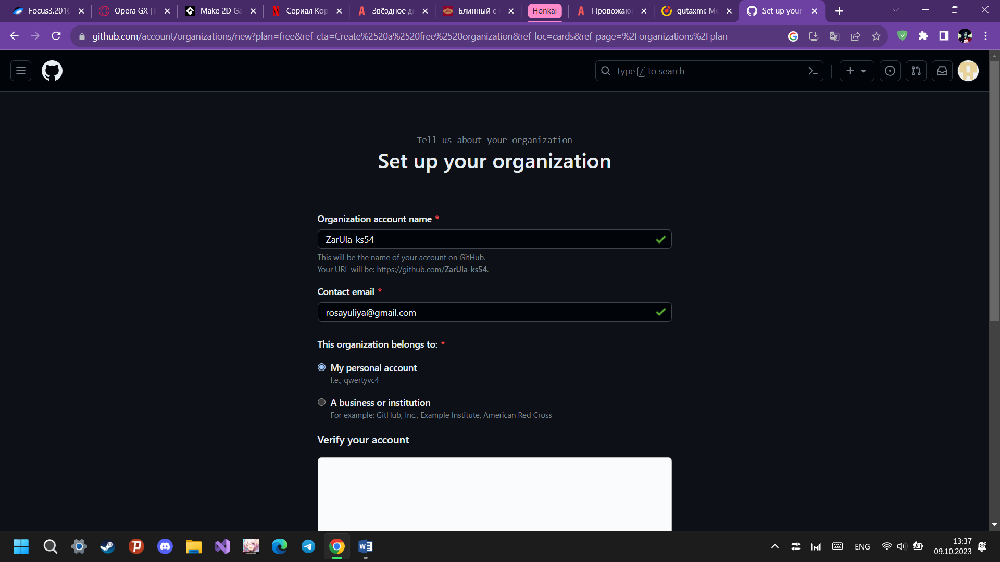 Focus3.2016
Opera GX |
Make 2D Ga
Сериал Кор
Звёздное д
Блинный с
Honkai
Провожаю
gutaxmi: Mo
Set up your
github.com/account/organizations/new?plan=free&ref_cta=Create%2520a%2520free%2520organization&ref_loc=cards&ref_page=%2Forganizations%2Fplan
Type / to search
Tell us about your organization
Set up your organization
Organization account name *
ZarUla-ks54
This will be the name of your account on GitHub.
Your URL will be: https://github.com/ZarUla-ks54.
Contact email *
rosayuliya@gmail.com
This organization belongs to: *
My personal account
I.e., qwertyvc4
A business or institution
For example: GitHub, Inc., Example Institute, American Red Cross
Verify your account
ENG
13:37
09.10.2023